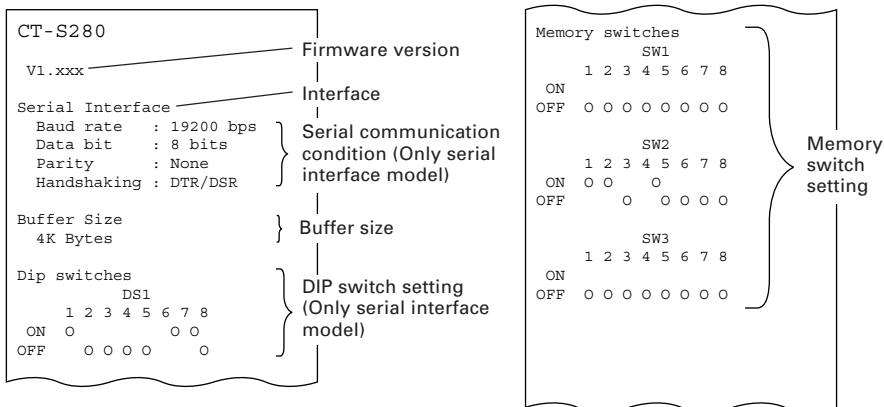 CT-S280
V1.xxx
Serial Interface
Baud rate : 19200 bps
Data bit : 8 bits
Parity : None
Handshaking : DTR/DSR
Buffer Size
4K Bytes
Dip switches
DS1
1 2 3 4 5 6 7 8
ON O O O
OFF O O O O O
Firmware version
Interface
Serial communication
condition (Only serial
interface model)
Buffer size
DIP switch setting
(Only serial interface
model)
Memory switches
SW1
1 2 3 4 5 6 7 8
ON
OFF O O O O O O O O
SW2
1 2 3 4 5 6 7 8
ON O O O
OFF O O O O O
SW3
1 2 3 4 5 6 7 8
ON
OFF O O O O O O O O
Memory
switch
setting